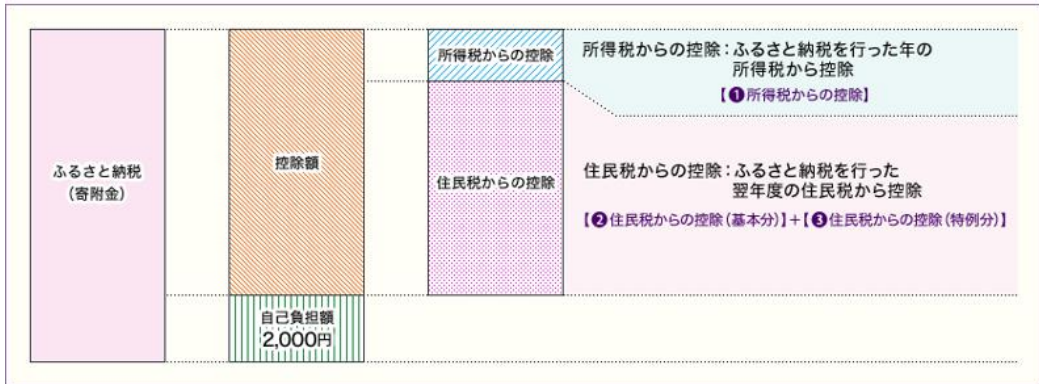 ふるさと納税
(寄附金)
控除額
自己負担額
2,000円
所得税からの控除
住民税からの控除
所得税からの控除:ふるさと納税を行った年の
所得税から控除
【❶所得税からの控除】
住民税からの控除:ふるさと納税を行った
翌年度の住民税から控除
【❷住民税からの控除(基本分)】+【❸住民税からの控除(特例分)】